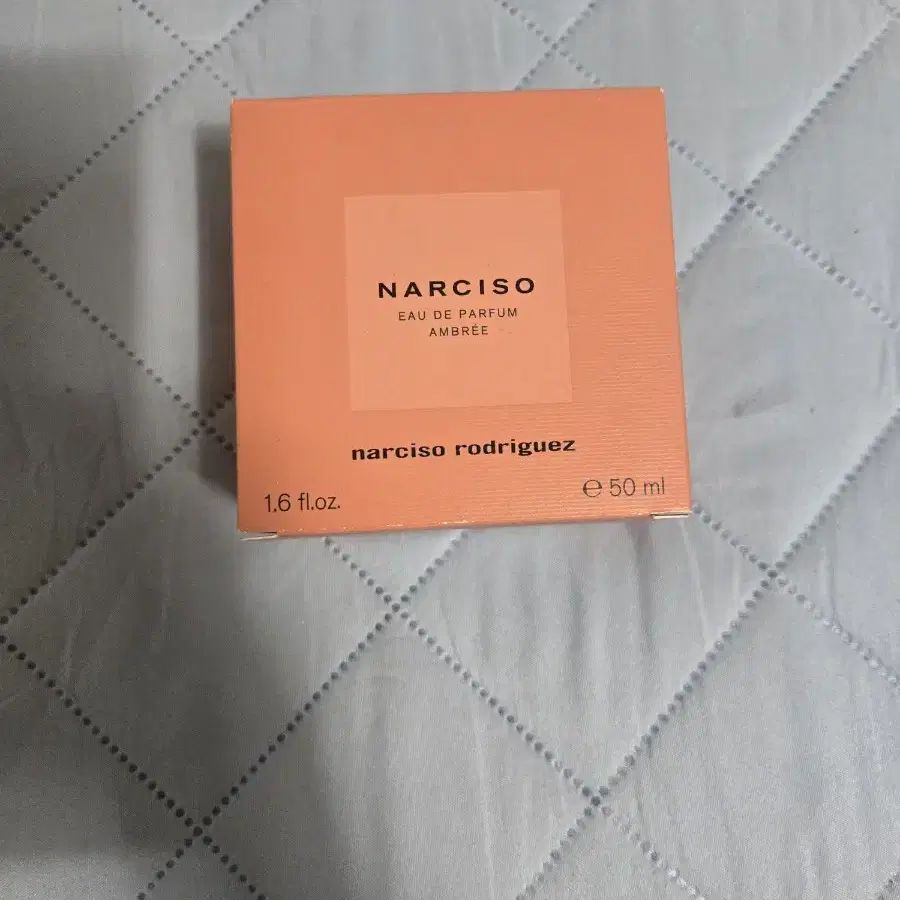 NARCISO
EAU DE PARFUM
AMBRÉE
narciso rodriguez
1.6 fl.oz. ℮ 50 ml